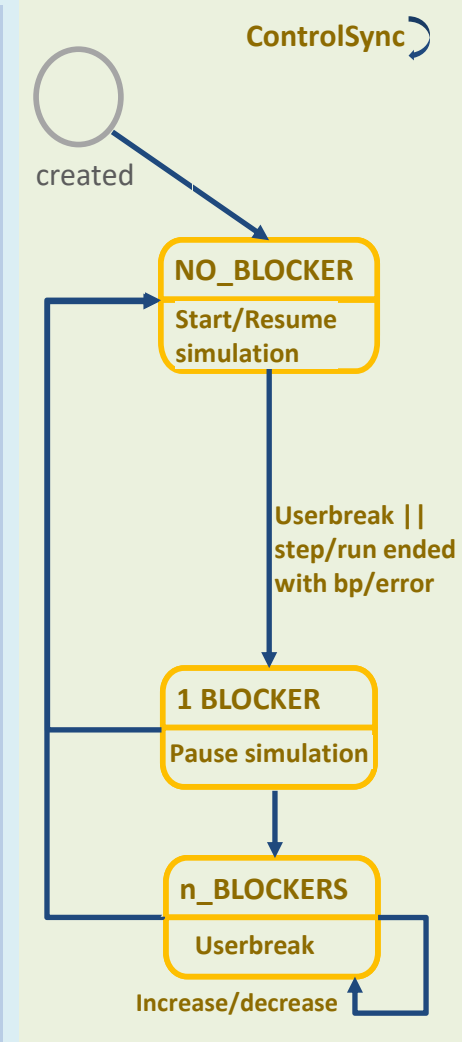 ControlSync
created
NO_BLOCKER
Start/Resume
simulation
Userbreak ||
step/run ended
with bp/error
1 BLOCKER
Pause simulation
n_BLOCKERS
Userbreak
Increase/decrease